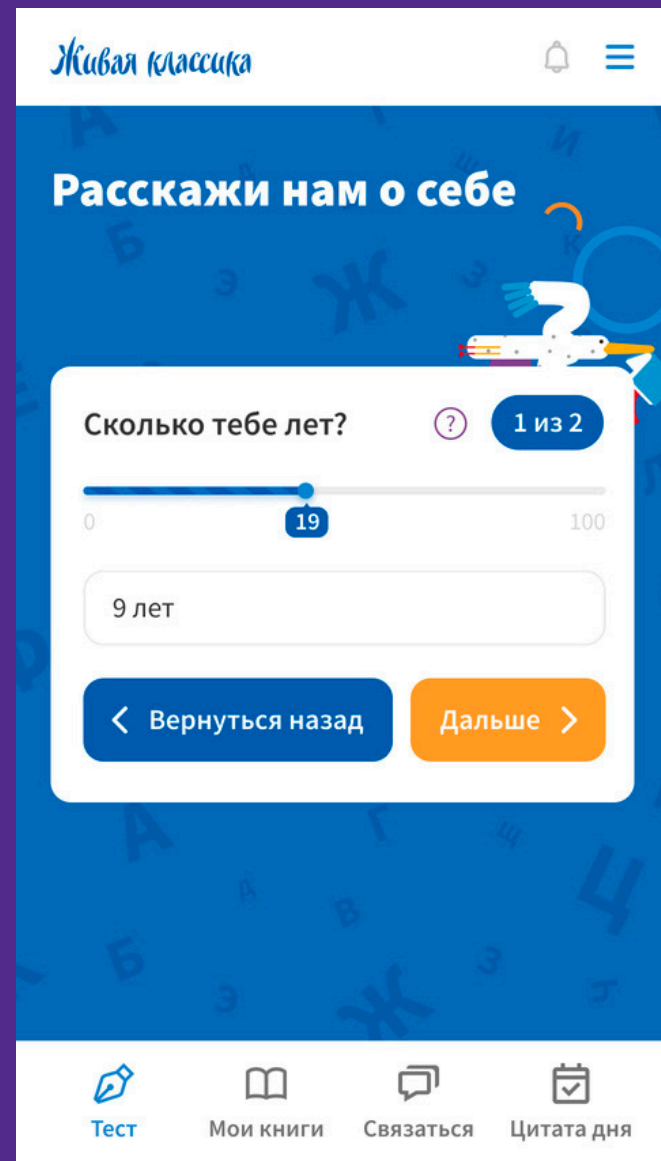 Живая классика
Расскажи нам о себе
Сколько тебе лет?
?
1 из 2
0
19
100
9 лет
Вернуться назад
Дальше
Тест
Мои книги
Связаться
Цитата дня